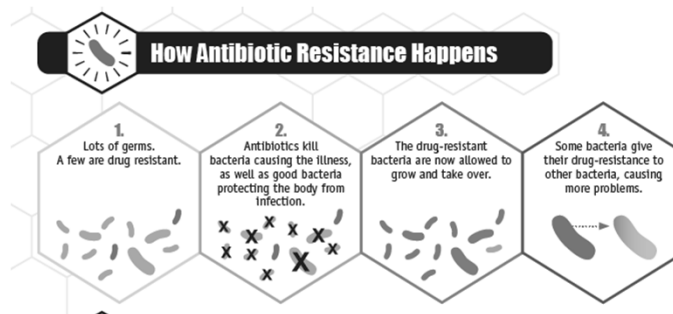 How Antibiotic Resistance Happens
1.
Lots of germs.
A few are drug resistant.
2.
Antibiotics kill
bacteria causing the illness,
as well as good bacteria
protecting the body from
infection.
3.
The drug-resistant
bacteria are now allowed to
grow and take over.
4.
Some bacteria give
their drug-resistance to
other bacteria, causing
more problems.
X
X
X
X
X
X
X
X
X
X